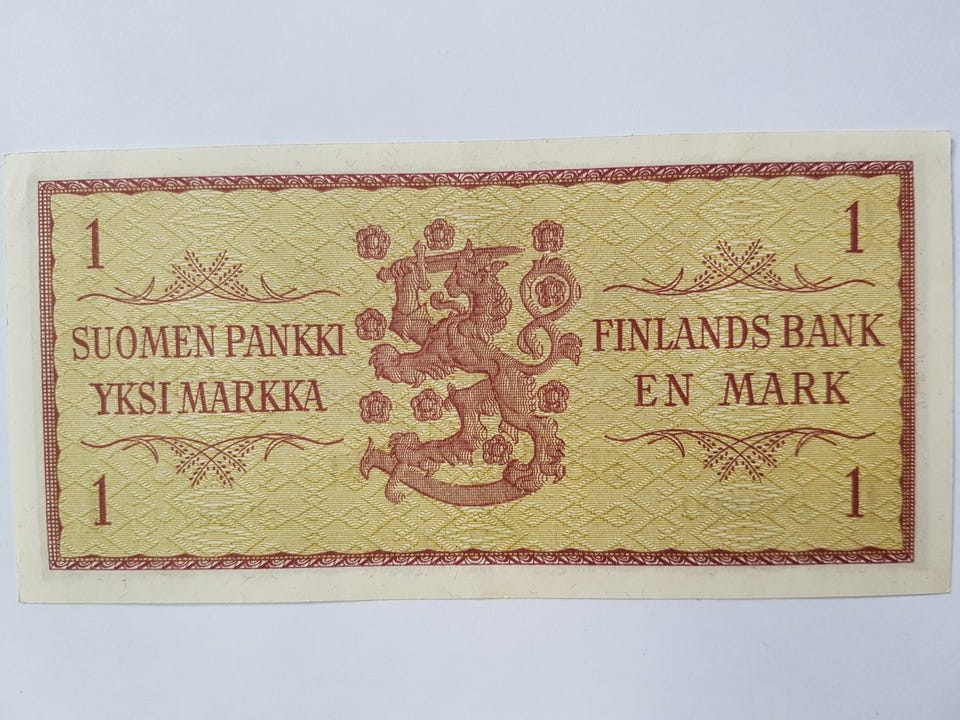 1
1
SUOMEN PANKKI
YKSI MARKKA
FINLANDS BANK
EN MARK
1
1